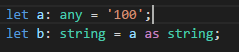 let a: any = '100';
let b: string = a as string;